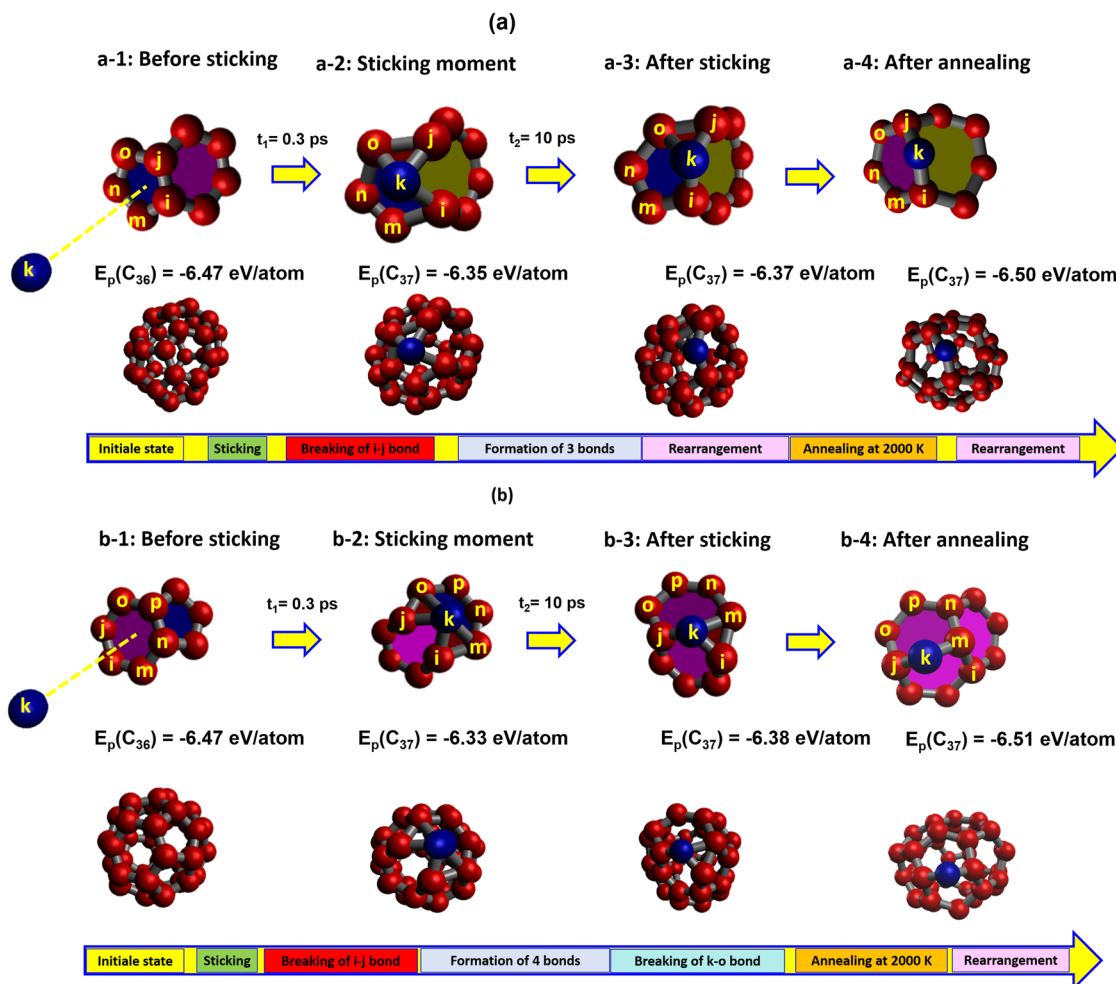 (a)
a-1: Before sticking
a-2: Sticking moment
a-3: After sticking
a-4: After annealing
t₁= 0.3 ps
t₂= 10 ps
o
j
n
i
m
k
o
j
k
n
i
m
o
j
k
n
i
m
o
j
k
n
i
m
Eₚ(C₃₆) = -6.47 eV/atom
Eₚ(C₃₇) = -6.35 eV/atom
Eₚ(C₃₇) = -6.37 eV/atom
Eₚ(C₃₇) = -6.50 eV/atom
Initiale state
Sticking
Breaking of i-j bond
Formation of 3 bonds
Rearrangement
Annealing at 2000 K
Rearrangement
(b)
b-1: Before sticking
b-2: Sticking moment
b-3: After sticking
b-4: After annealing
t₁= 0.3 ps
t₂= 10 ps
o
p
j
n
i
m
k
o
p
n
j
k
m
i
p
n
o
m
j
k
i
p
n
o
m
j
k
i
Eₚ(C₃₆) = -6.47 eV/atom
Eₚ(C₃₇) = -6.33 eV/atom
Eₚ(C₃₇) = -6.38 eV/atom
Eₚ(C₃₇) = -6.51 eV/atom
Initiale state
Sticking
Breaking of i-j bond
Formation of 4 bonds
Breaking of k-o bond
Annealing at 2000 K
Rearrangement